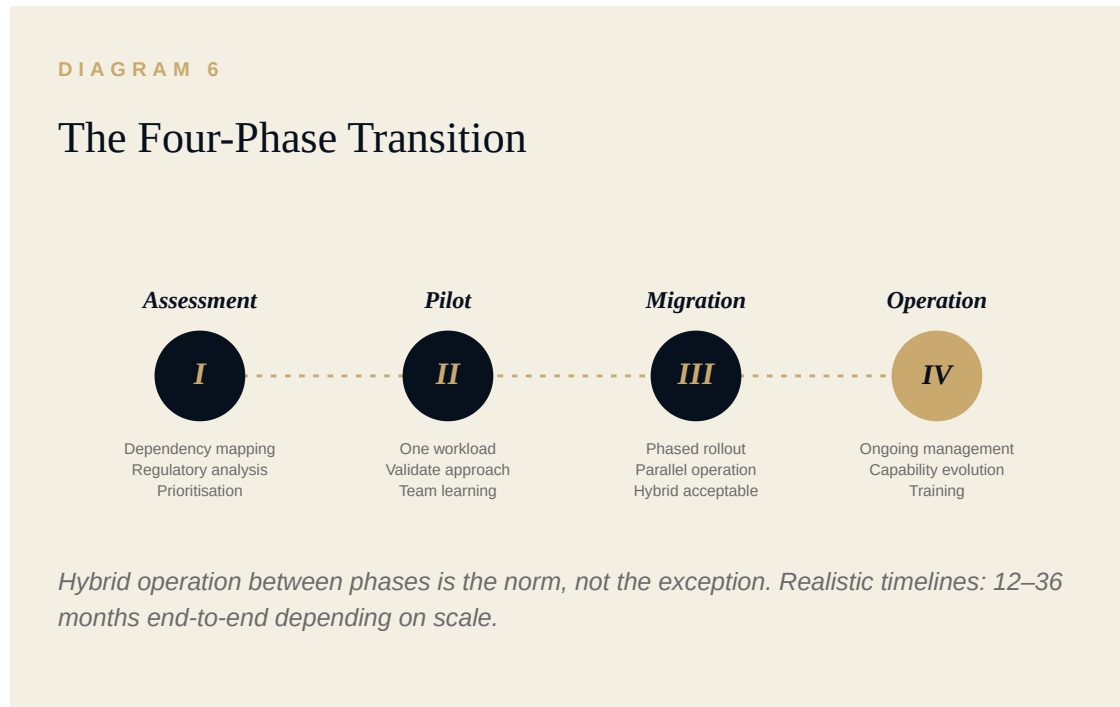 DIAGRAM 6
The Four-Phase Transition
Assessment
Pilot
Migration
Operation
I
II
III
IV
Dependency mapping
Regulatory analysis
Prioritisation
One workload
Validate approach
Team learning
Phased rollout
Parallel operation
Hybrid acceptable
Ongoing management
Capability evolution
Training
Hybrid operation between phases is the norm, not the exception. Realistic timelines: 12–36
months end-to-end depending on scale.